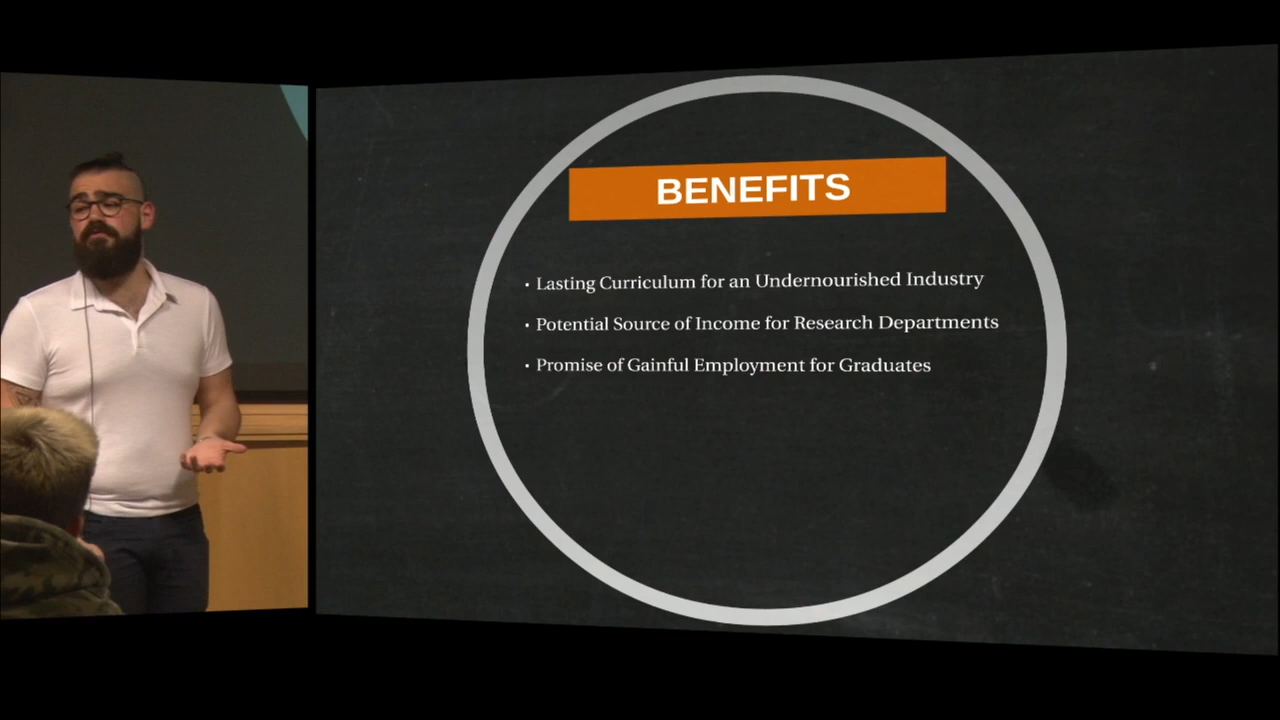 BENEFITS
• Lasting Curriculum for an Undernourished Industry
• Potential Source of Income for Research Departments
• Promise of Gainful Employment for Graduates